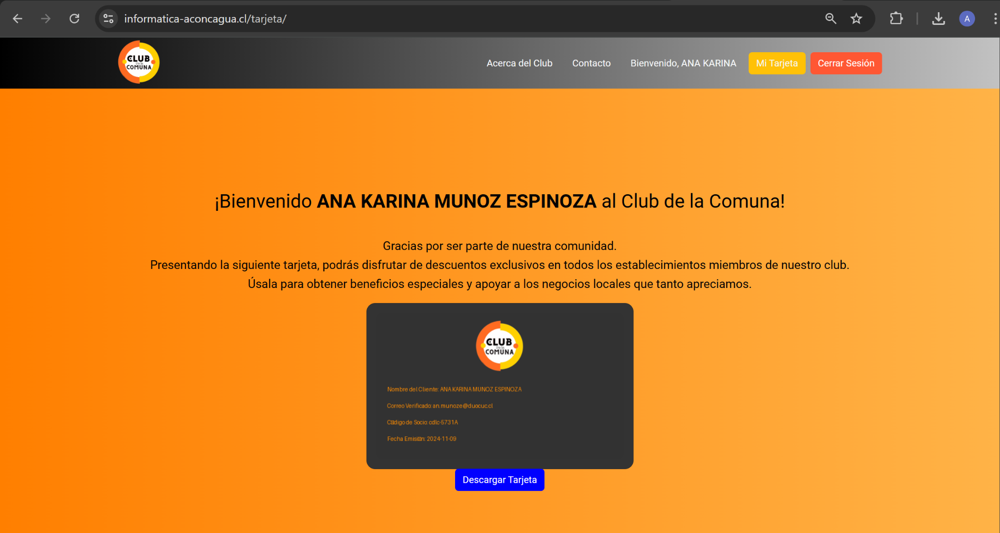 informatica-aconcagua.cl/tarjeta/
A
CLUB
COMUNA
Acerca del Club
Contacto
Bienvenido, ANA KARINA
Mi Tarjeta
Cerrar Sesión
¡Bienvenido ANA KARINA MUNOZ ESPINOZA al Club de la Comuna!
Gracias por ser parte de nuestra comunidad.
Presentando la siguiente tarjeta, podrás disfrutar de descuentos exclusivos en todos los establecimientos miembros de nuestro club.
Úsala para obtener beneficios especiales y apoyar a los negocios locales que tanto apreciamos.
CLUB
COMUNA
Nombre del Cliente: ANA KARINA MUNOZ ESPINOZA
Correo Verificado: an.munoze@duocuc.cl
C▯digo de Socio: cdlc-5731A
Fecha Emisi▯n: 2024-11-09
Descargar Tarjeta